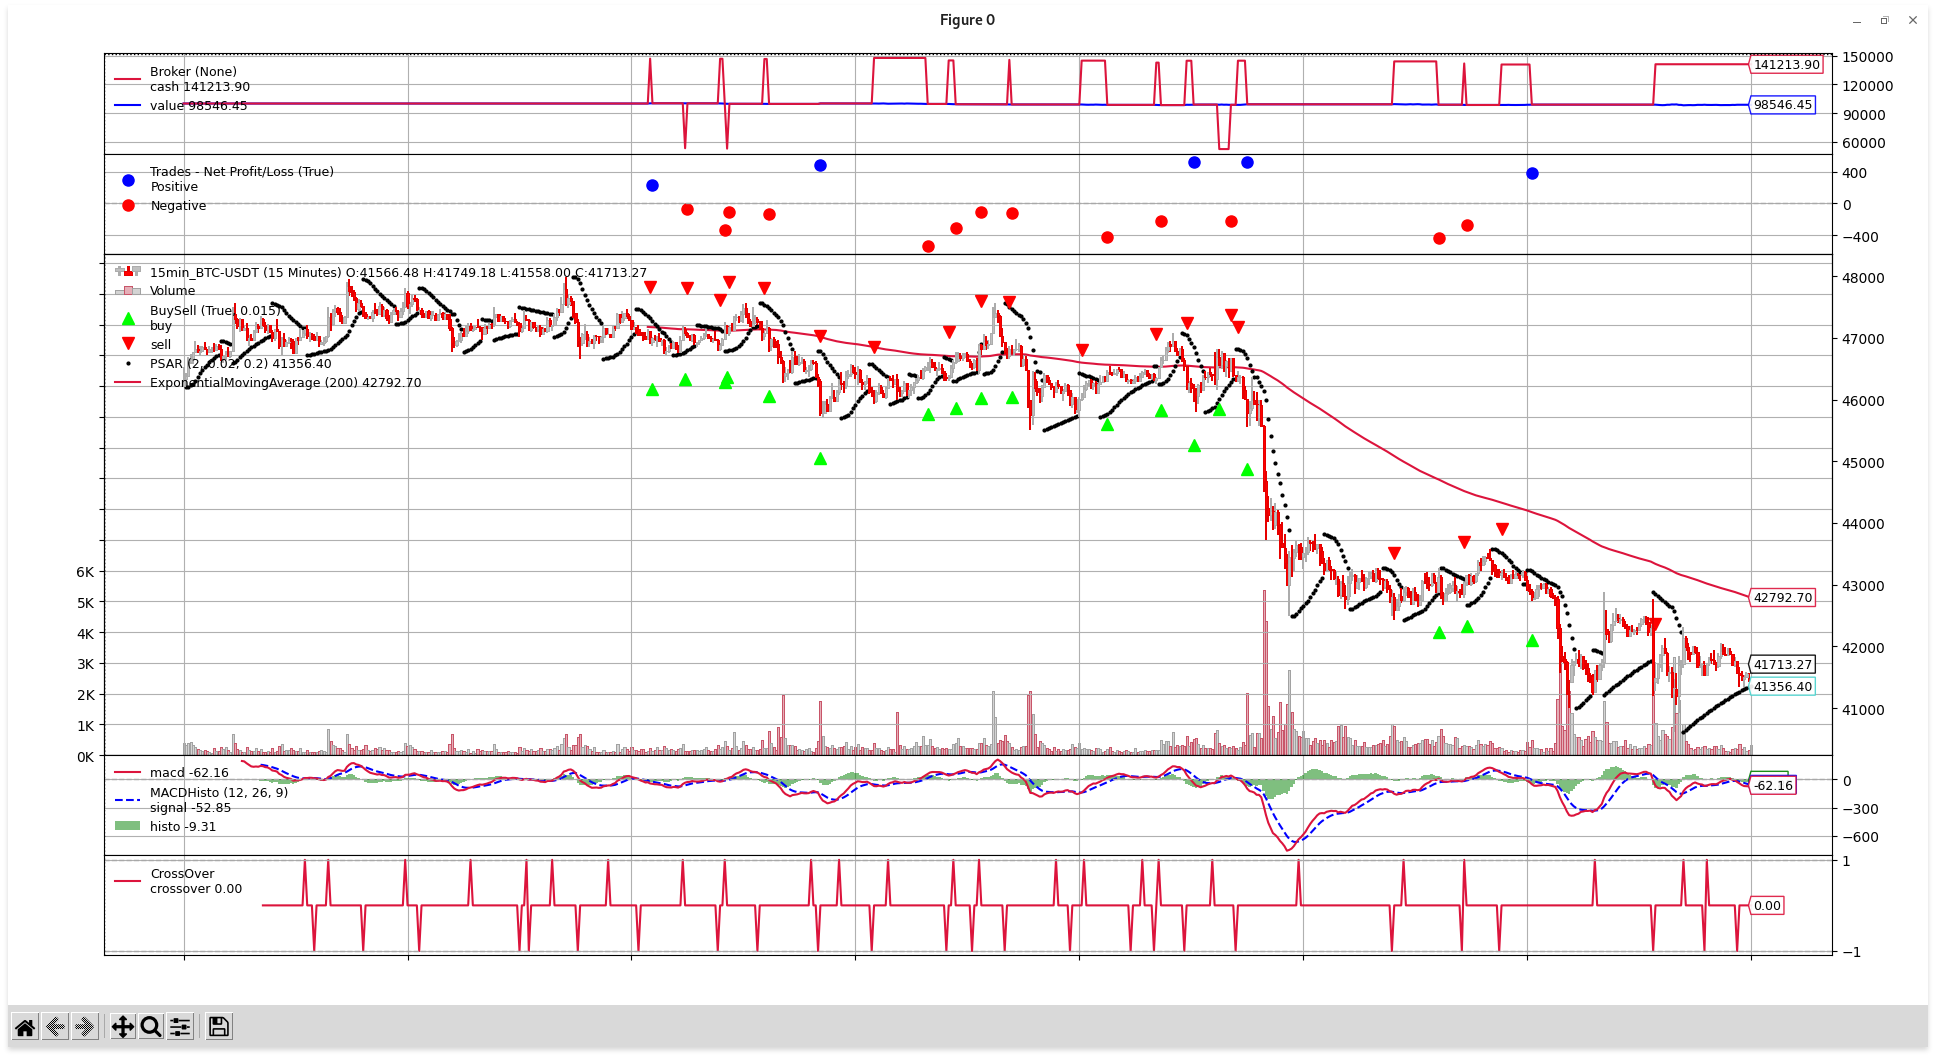 Figure 0
Broker (None)
cash 141213.90
value 98546.45
150000
141213.90
120000
98546.45
90000
60000
Trades - Net Profit/Loss (True)
Positive
Negative
400
0
−400
15min_BTC-USDT (15 Minutes) O:41566.48 H:41749.18 L:41558.00 C:41713.27
Volume
BuySell (True, 0.015)
buy
sell
PSAR (2, 0.02, 0.2) 41356.40
ExponentialMovingAverage (200) 42792.70
48000
47000
46000
45000
44000
43000
42792.70
42000
41713.27
41356.40
41000
6K
5K
4K
3K
2K
1K
0K
macd -62.16
MACDHisto (12, 26, 9)
signal -52.85
histo -9.31
0
-62.16
−300
−600
CrossOver
crossover 0.00
1
0.00
−1